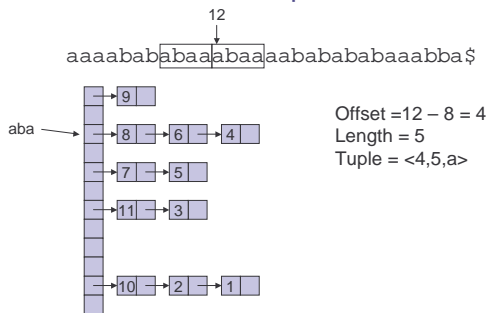 12
aaaabababaaabaaaababababaaabba$
9
aba
8 6 4
7 5
11 3
10 2 1
Offset =12 – 8 = 4
Length = 5
Tuple = <4,5,a>